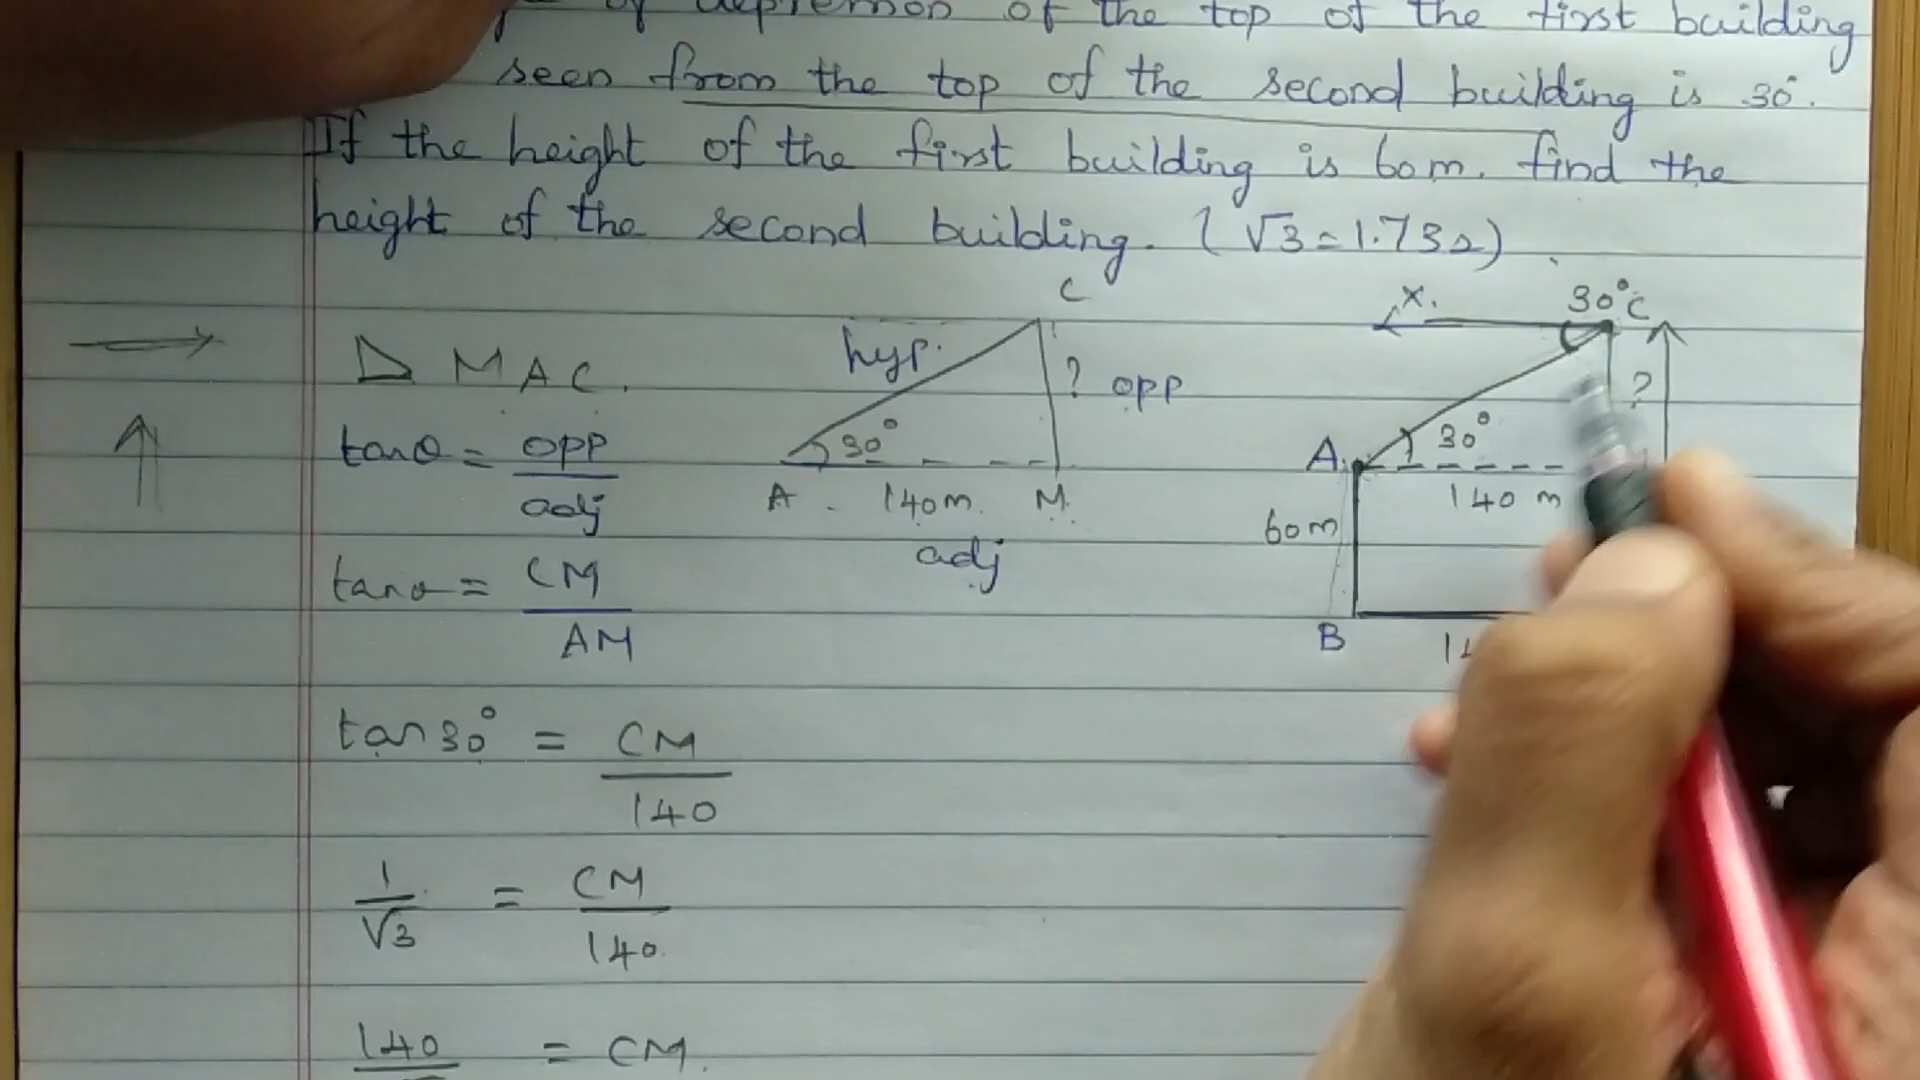 of depression of the top of the first building
seen from the top of the second building is 30°.
If the height of the first building is 60m. find the
height of the second building. (√3 = 1.732)
C
hyp.
? opp
30°
A 140m. M
adj
x. 30° C
?
A. 30°
140 m
60m
B
△ MAC.
tanθ = opp
adj
tanθ = CM
AM
tan 30° = CM
140
1
√3
= CM
140
140
= CM.